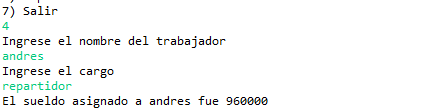 7) Salir
4
Ingrese el nombre del trabajador
andres
Ingrese el cargo
repartidor
El sueldo asignado a andres fue 960000